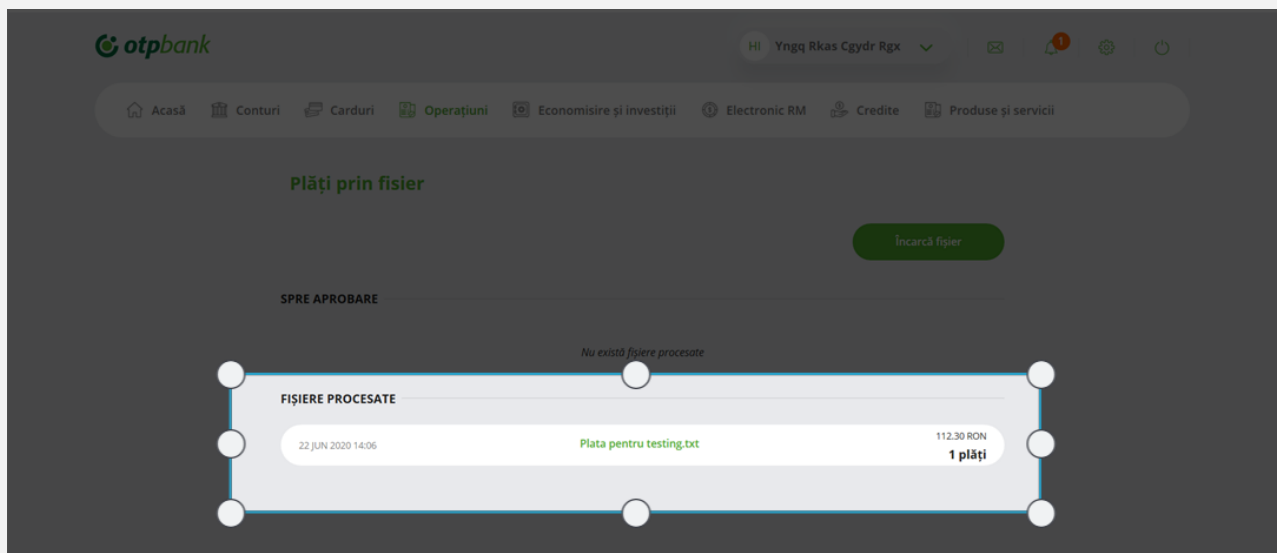 otpbank
HI Yngq Rkas Cgydr Rgx
1
Acasă Conturi Carduri Operațiuni Economisire și investiții Electronic RM Credite Produse și servicii
Plăți prin fisier
Încarcă fișier
SPRE APROBARE
Nu există fișiere procesate
FIȘIERE PROCESATE
22 JUN 2020 14:06 Plata pentru testing.txt 112.30 RON
1 plăți